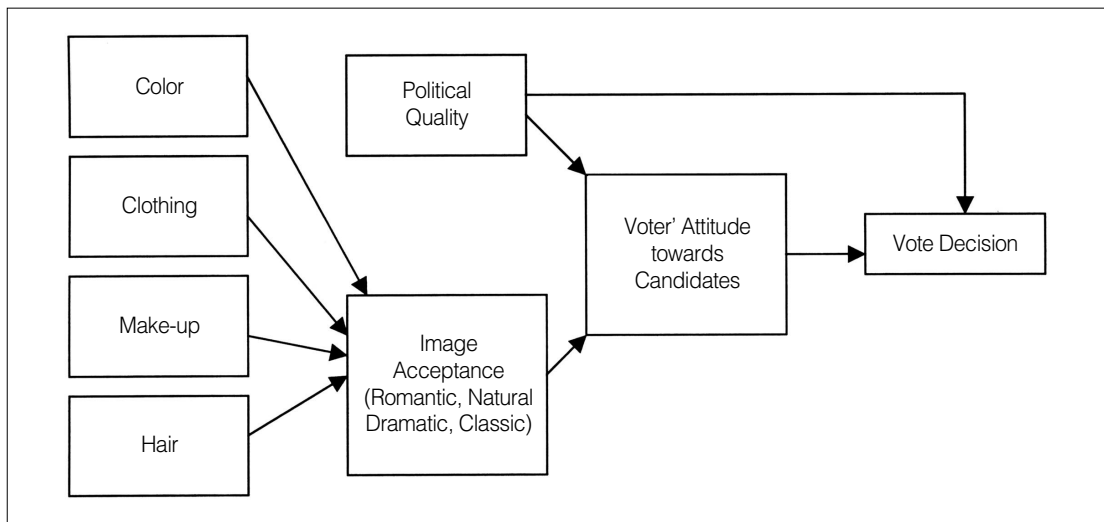 Color
Political
Quality
Clothing
Voter' Attitude
towards
Candidates
Vote Decision
Make-up
Image
Acceptance
(Romantic, Natural
Dramatic, Classic)
Hair